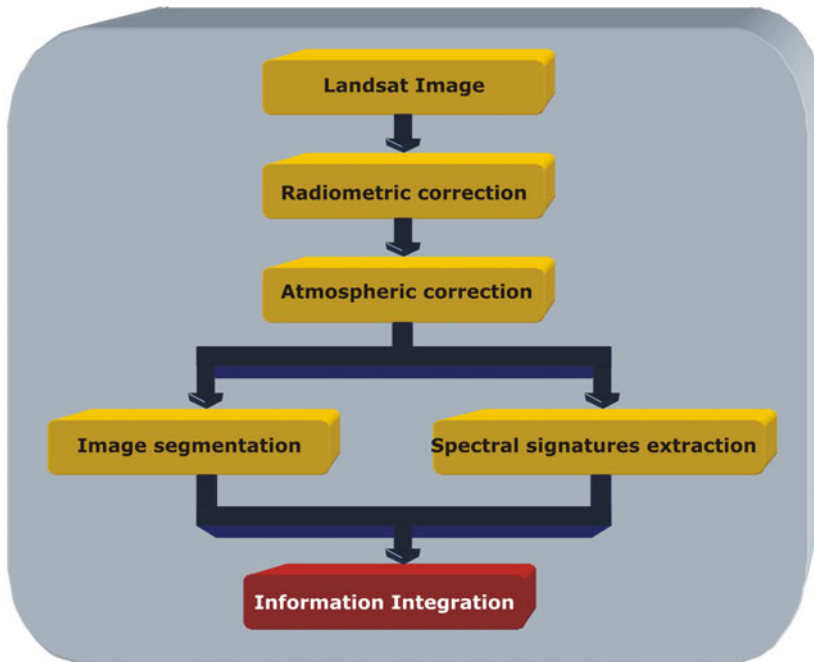 Landsat Image
Radiometric correction
Atmospheric correction
Image segmentation
Spectral signatures extraction
Information Integration